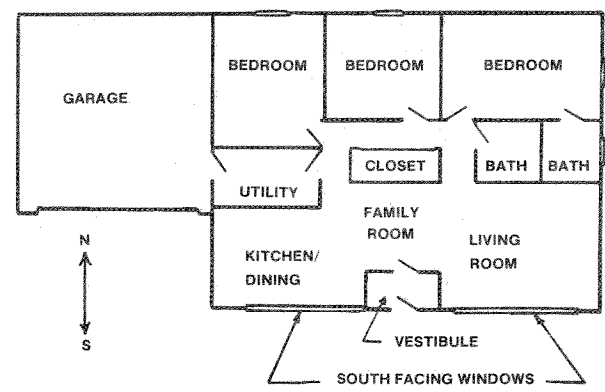 BEDROOM
BEDROOM
BEDROOM
GARAGE
CLOSET
BATH
BATH
UTILITY
FAMILY
ROOM
LIVING
ROOM
KITCHEN/
DINING
N
S
VESTIBULE
SOUTH FACING WINDOWS